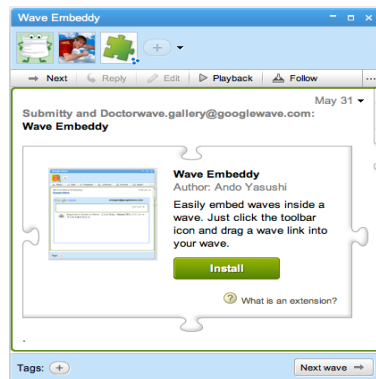 Wave Embeddy
Next Reply Edit Playback Follow ...
May 31
Submitty and Doctorwave.gallery@googlewave.com:
Wave Embeddy
Wave Embeddy
Author: Ando Yasushi
Easily embed waves inside a
wave. Just click the toolbar
icon and drag a wave link into
your wave.
Install
? What is an extension?
.
Tags: +
Next wave →